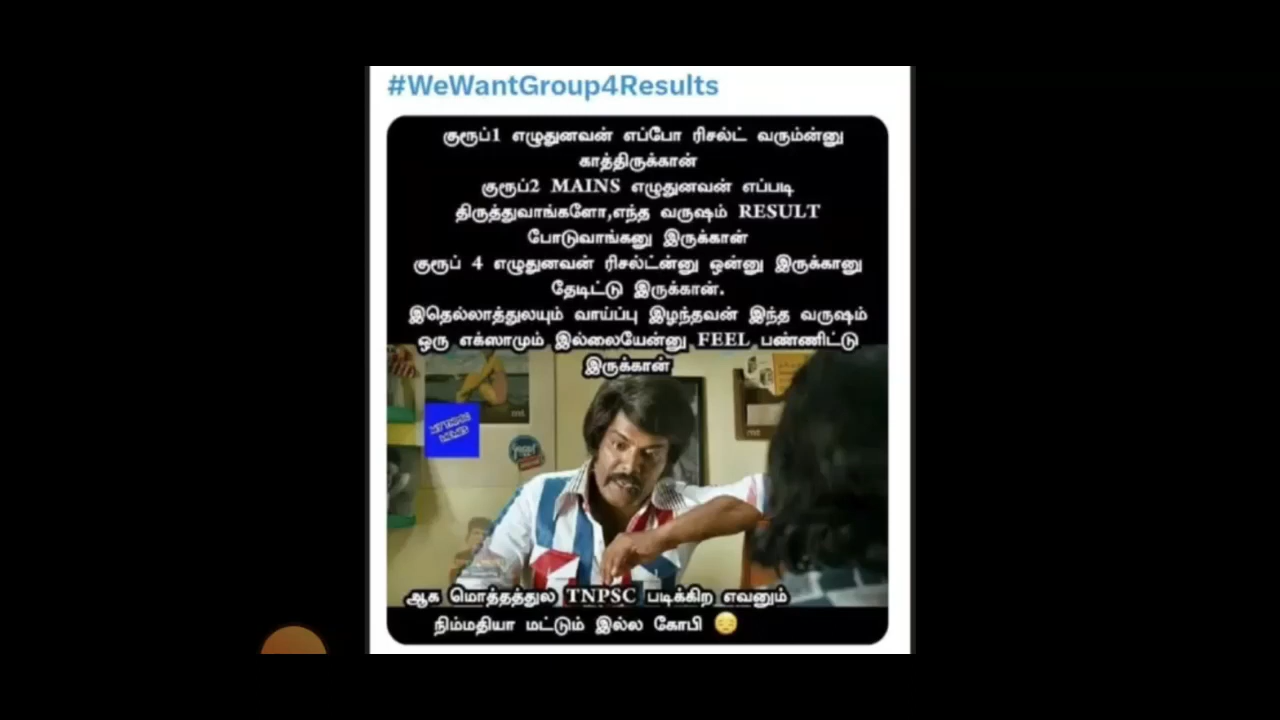 #WeWantGroup4Results
குரூப்1 எழுதுனவன் எப்போ ரிசல்ட் வரும்ன்னு
காத்திருக்கான்
குரூப்2 MAINS எழுதுனவன் எப்படி
திருத்துவாங்களோ,எந்த வருஷம் RESULT
போடுவாங்கனு இருக்கான்
குரூப் 4 எழுதுனவன் ரிசல்ட்ன்னு ஒன்னு இருக்கானு
தேடிட்டு இருக்கான்.
இதெல்லாத்துலயும் வாய்ப்பு இழந்தவன் இந்த வருஷம்
ஒரு எக்ஸாமும் இல்லையேன்னு FEEL பண்ணிட்டு
இருக்கான்
MEMES
ஆக மொத்தத்துல TNPSC படிக்கிற எவனும்
நிம்மதியா மட்டும் இல்ல கோபி 😔